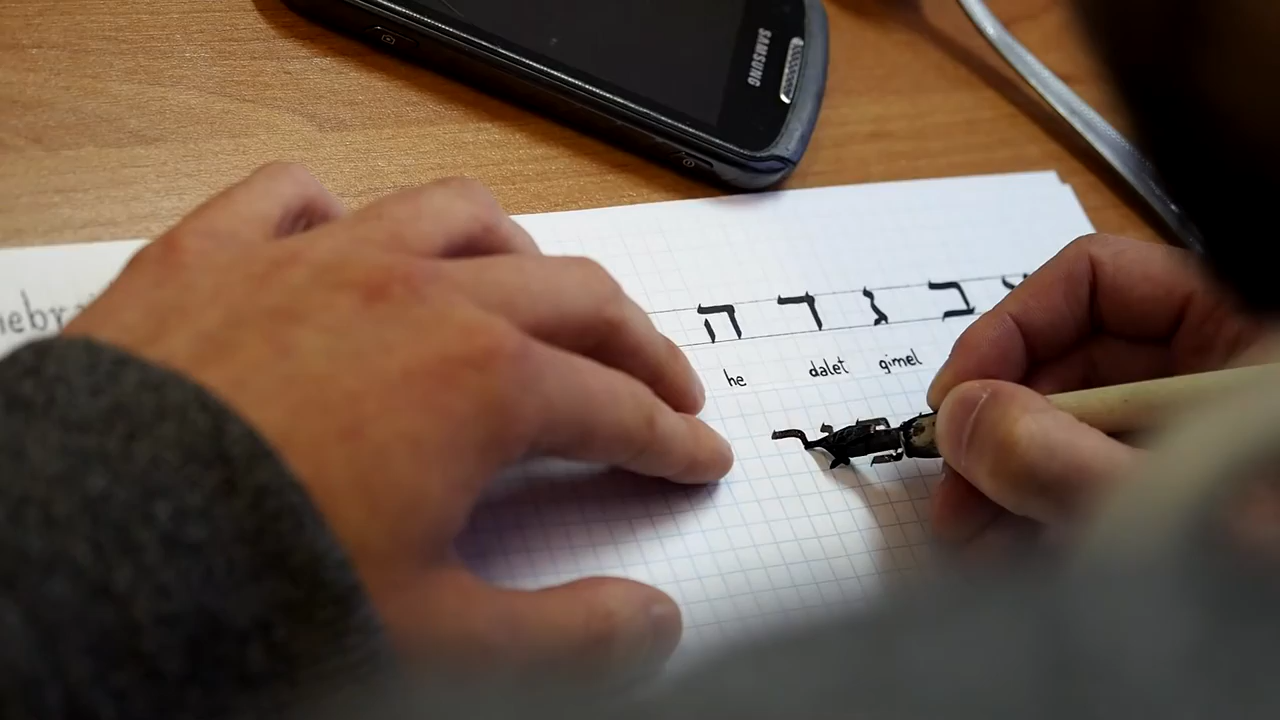 SAMSUNG
ב ג ד ה
he dalet gimel